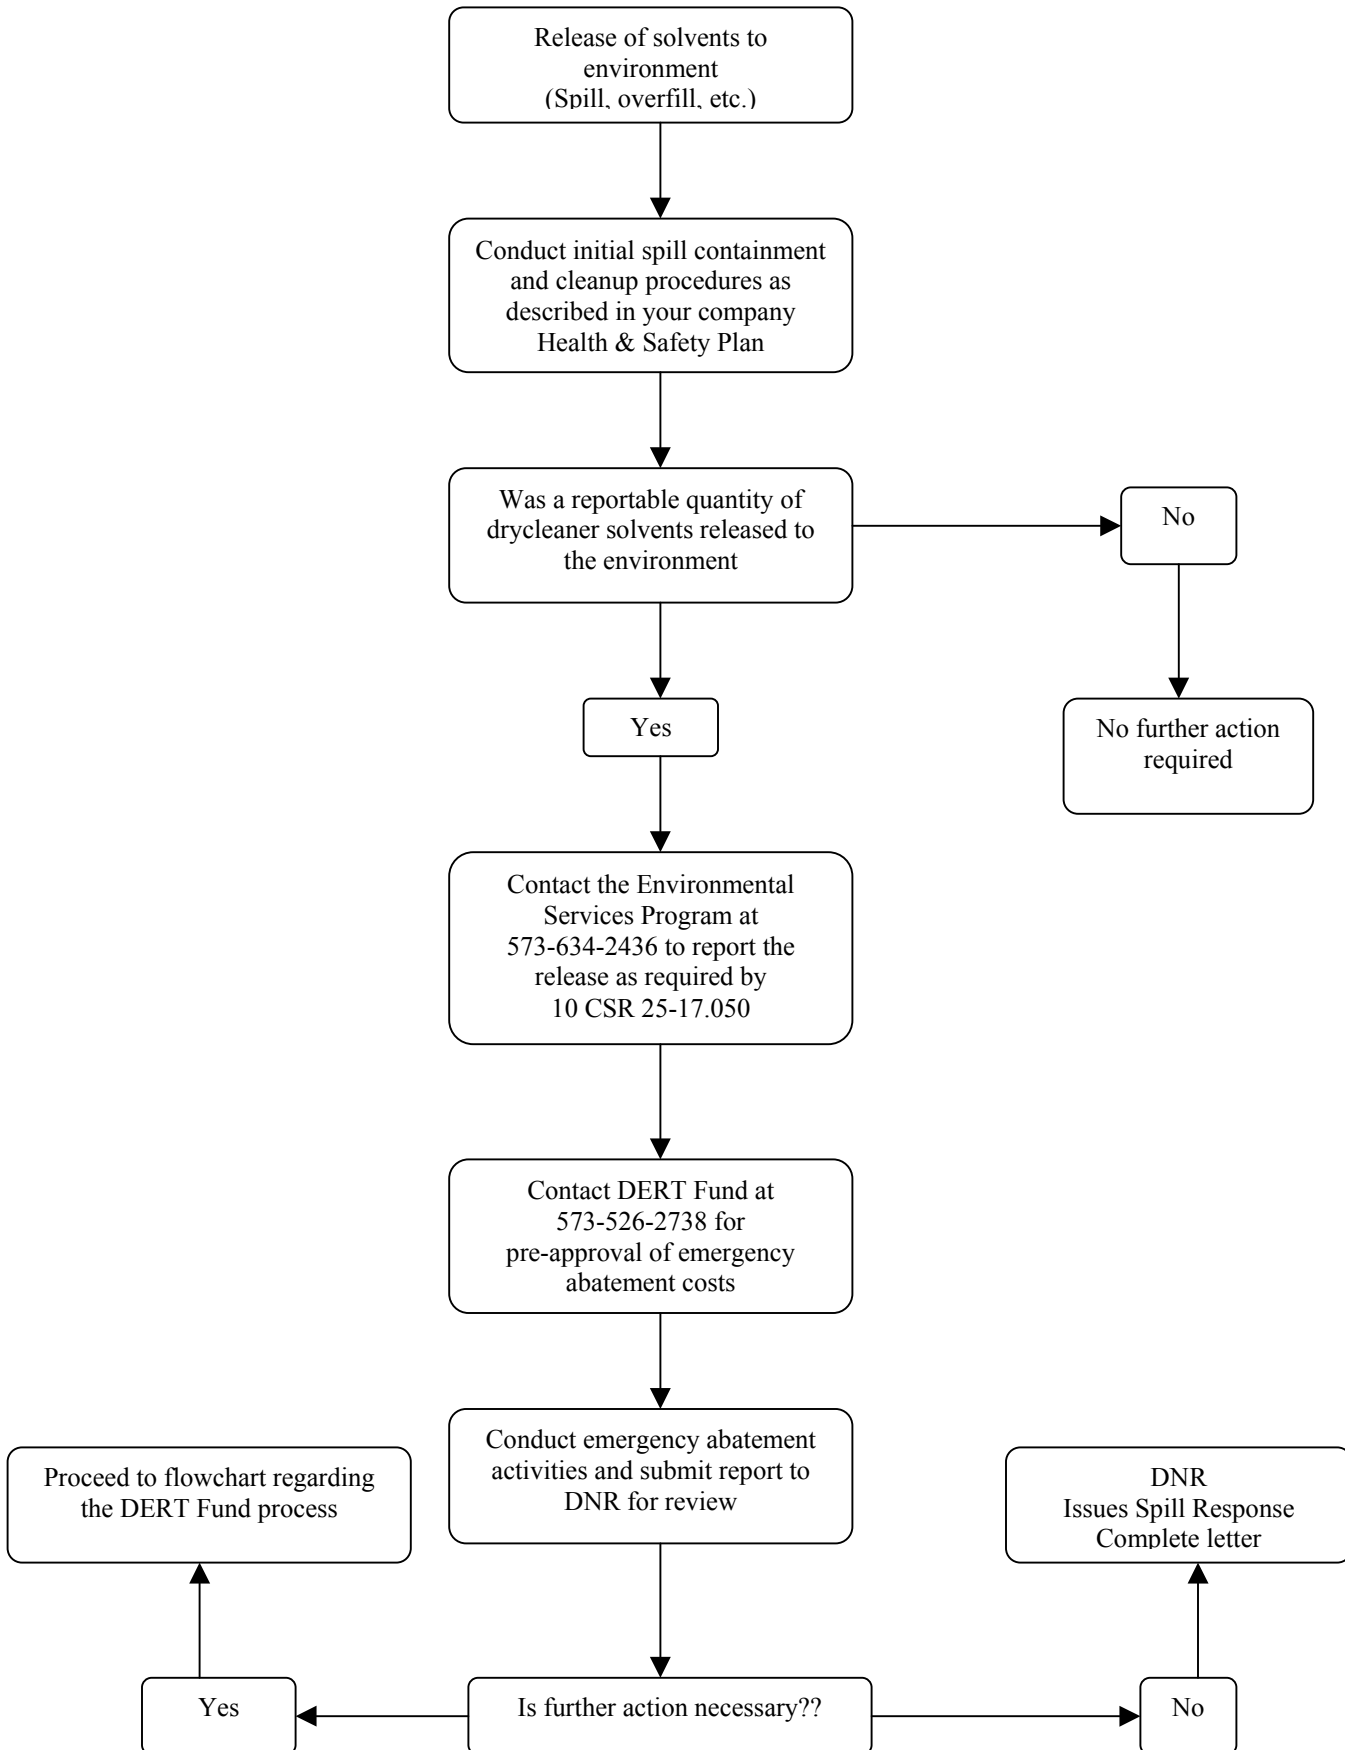 Release of solvents to
environment
(Spill, overfill, etc.)
Conduct initial spill containment
and cleanup procedures as
described in your company
Health & Safety Plan
Was a reportable quantity of
drycleaner solvents released to
the environment
No
Yes
No further action
required
Contact the Environmental
Services Program at
573-634-2436 to report the
release as required by
10 CSR 25-17.050
Contact DERT Fund at
573-526-2738 for
pre-approval of emergency
abatement costs
Conduct emergency abatement
activities and submit report to
DNR for review
Proceed to flowchart regarding
the DERT Fund process
DNR
Issues Spill Response
Complete letter
Yes
Is further action necessary??
No